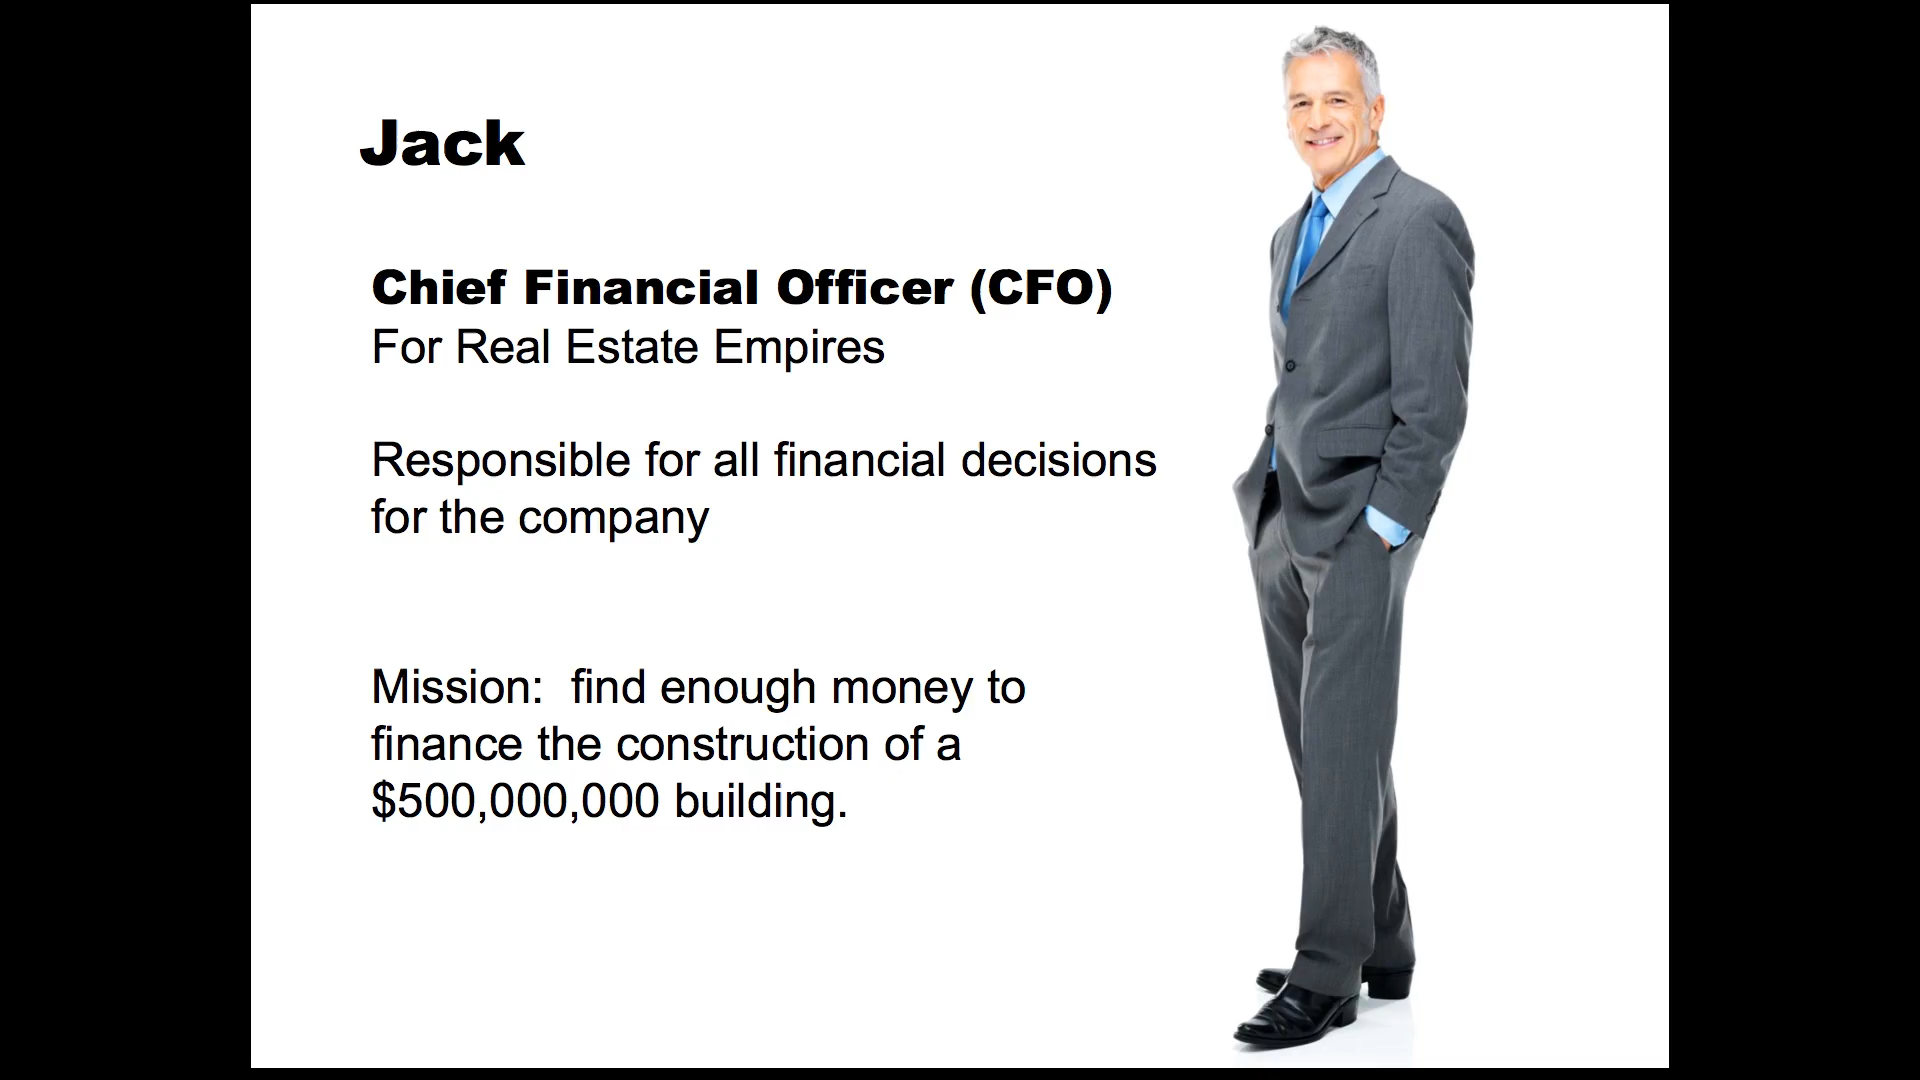 Jack
Chief Financial Officer (CFO)
For Real Estate Empires
Responsible for all financial decisions
for the company
Mission:  find enough money to
finance the construction of a
$500,000,000 building.